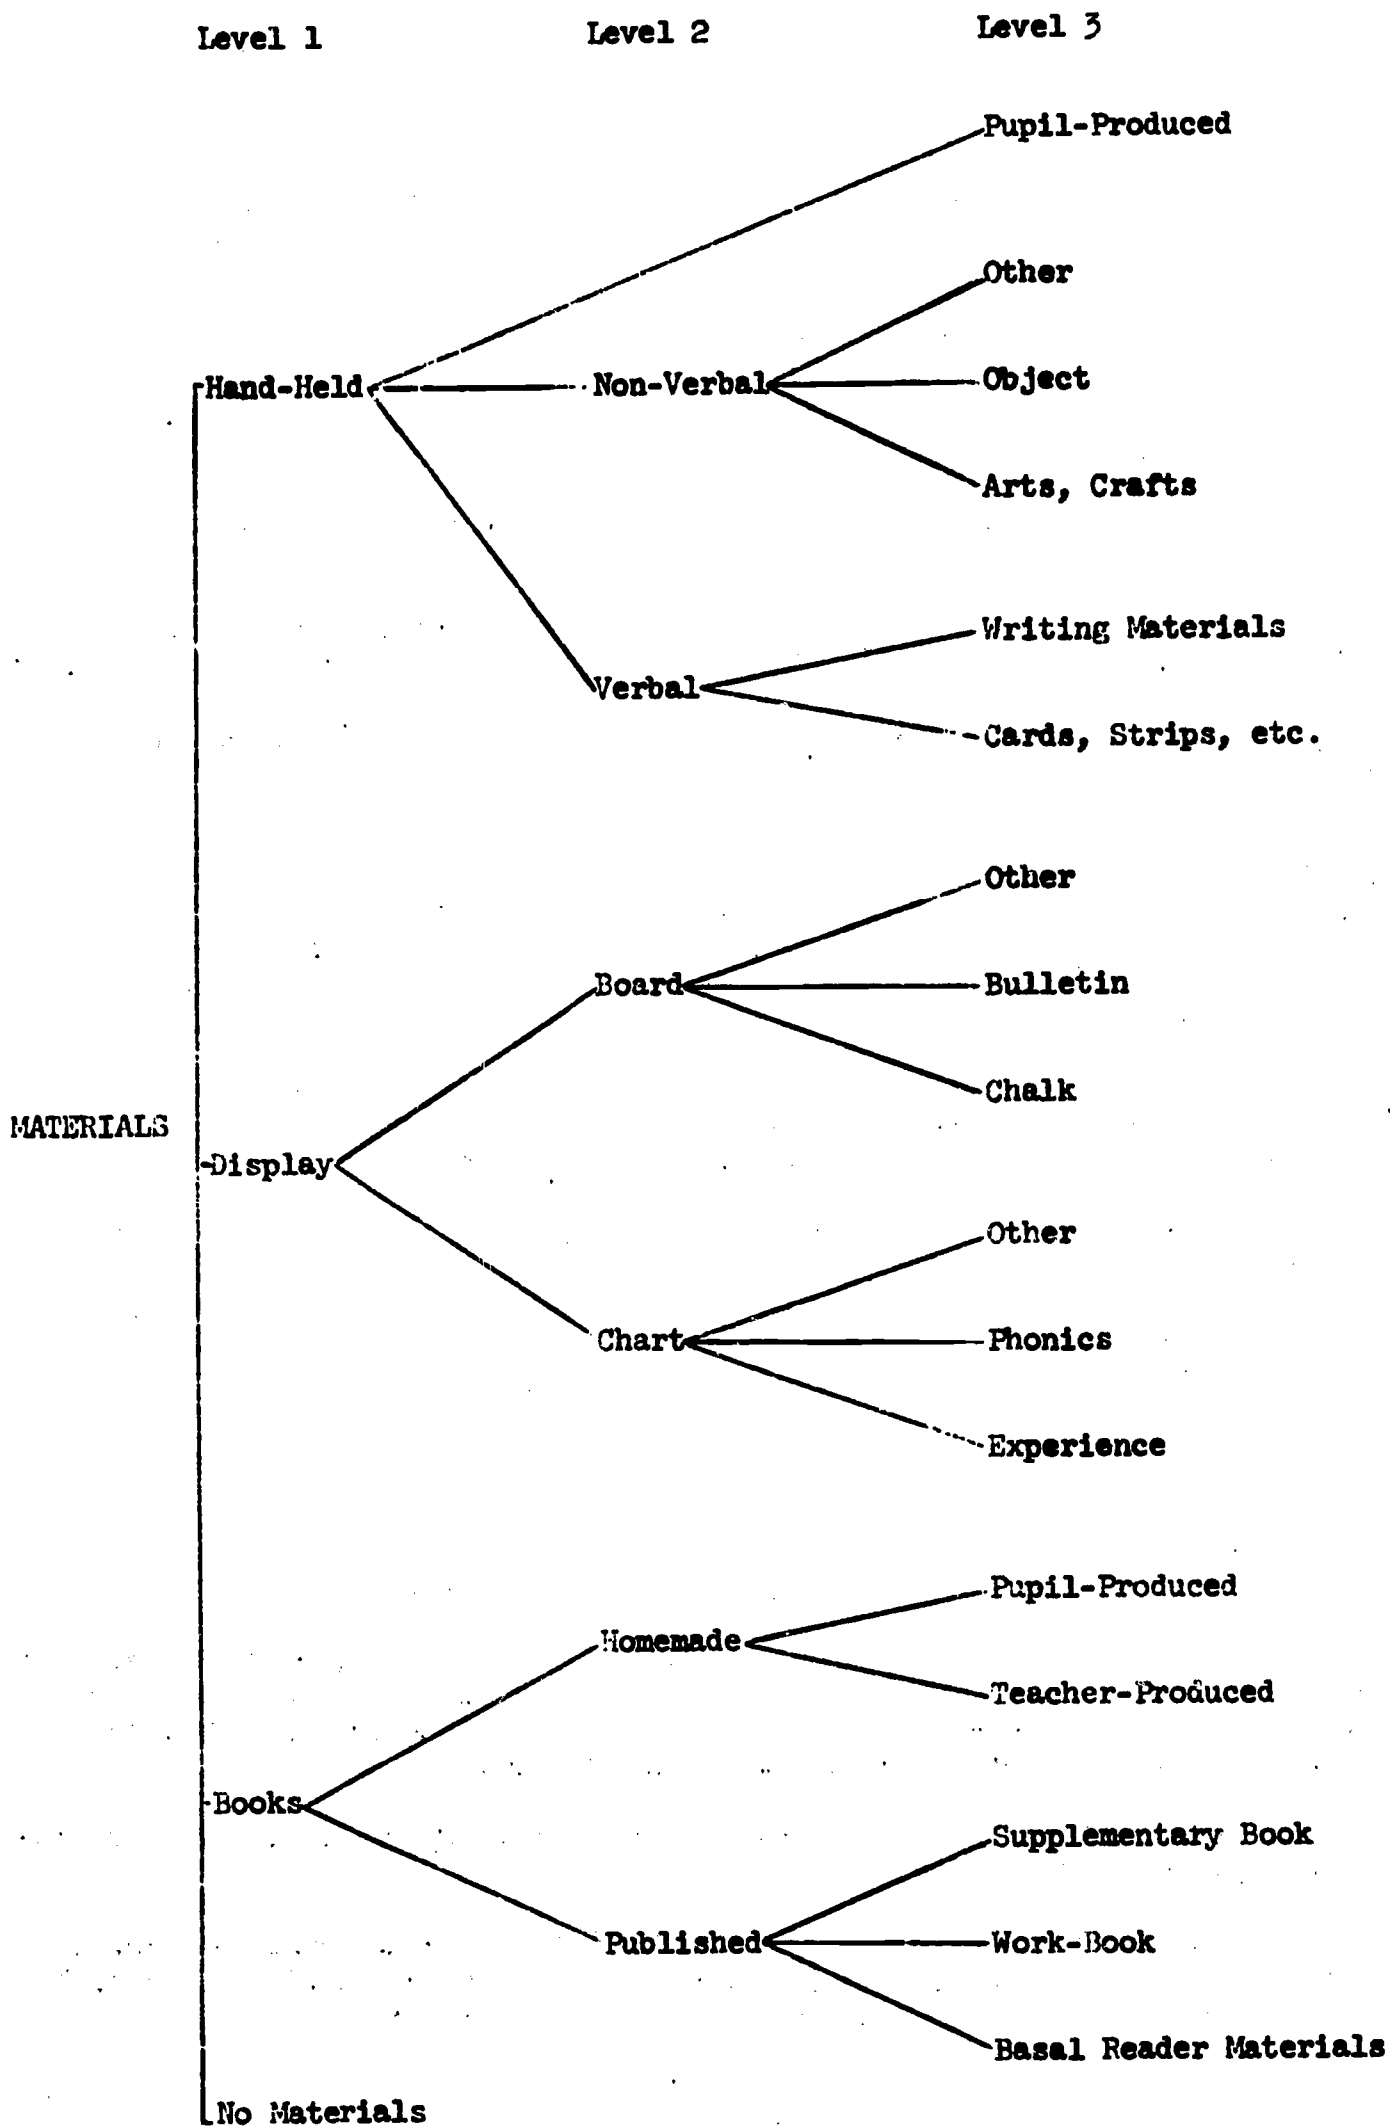 Level 1 Level 2 Level 3
Pupil-Produced
Other
Hand-Held Non-Verbal Object
Arts, Crafts
Writing Materials
Verbal
Cards, Strips, etc.
Other
Board Bulletin
Chalk
MATERIALS
Display
Other
Chart Phonics
Experience
Pupil-Produced
Homemade
Teacher-Produced
Books
Supplementary Book
Published Work-Book
Basal Reader Materials
No Materials